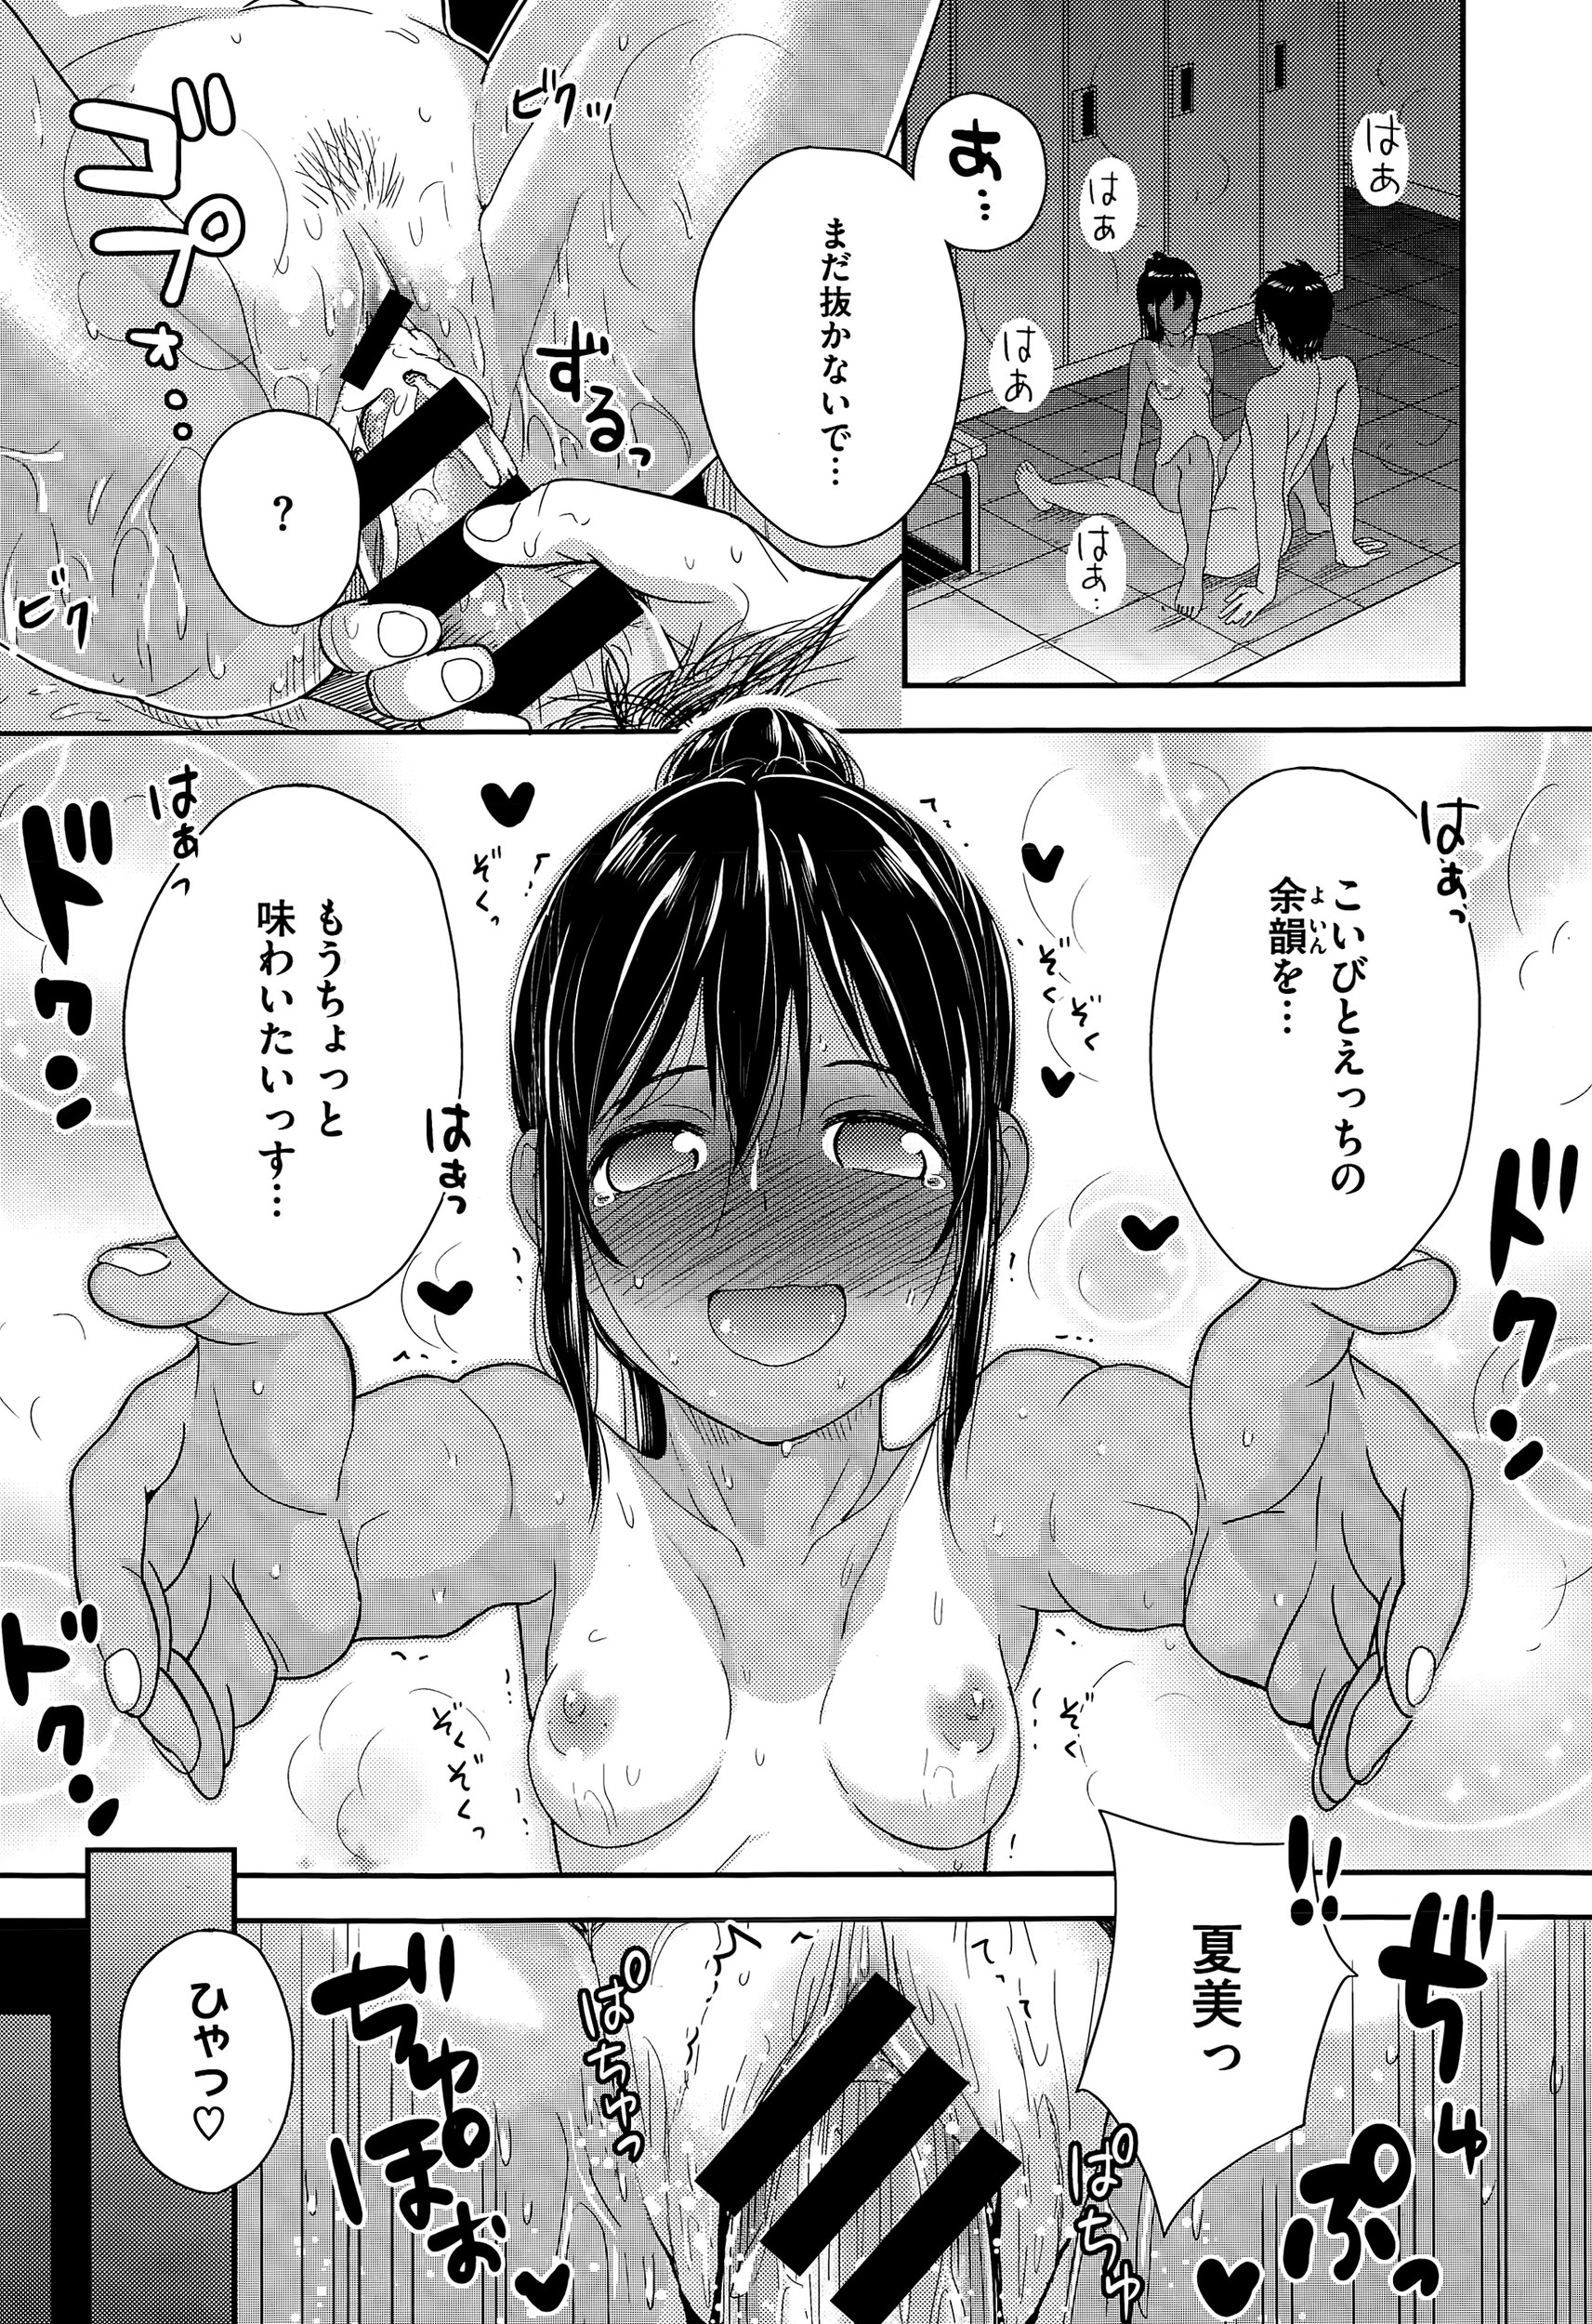 はぁ
はぁ
はぁ
はぁ…
あ…
まだ抜かないで…
ビクッ
ゴポォ…
ずるっ
？
ビク
はぁっ
こいびとえっちの
余韻を…
よいん
ドクン
ぞくぞく
もうちょっと
味わいたいっす…
はぁっ
はぁっ
ぞくっ
ドクン
ドクン
ぞく
ぞくぞくっ
!!
夏美っ
ぢゅぷっ
ぱちゅ
ぱちゅっ
ぢゅぽぉ
ひゃっ♡